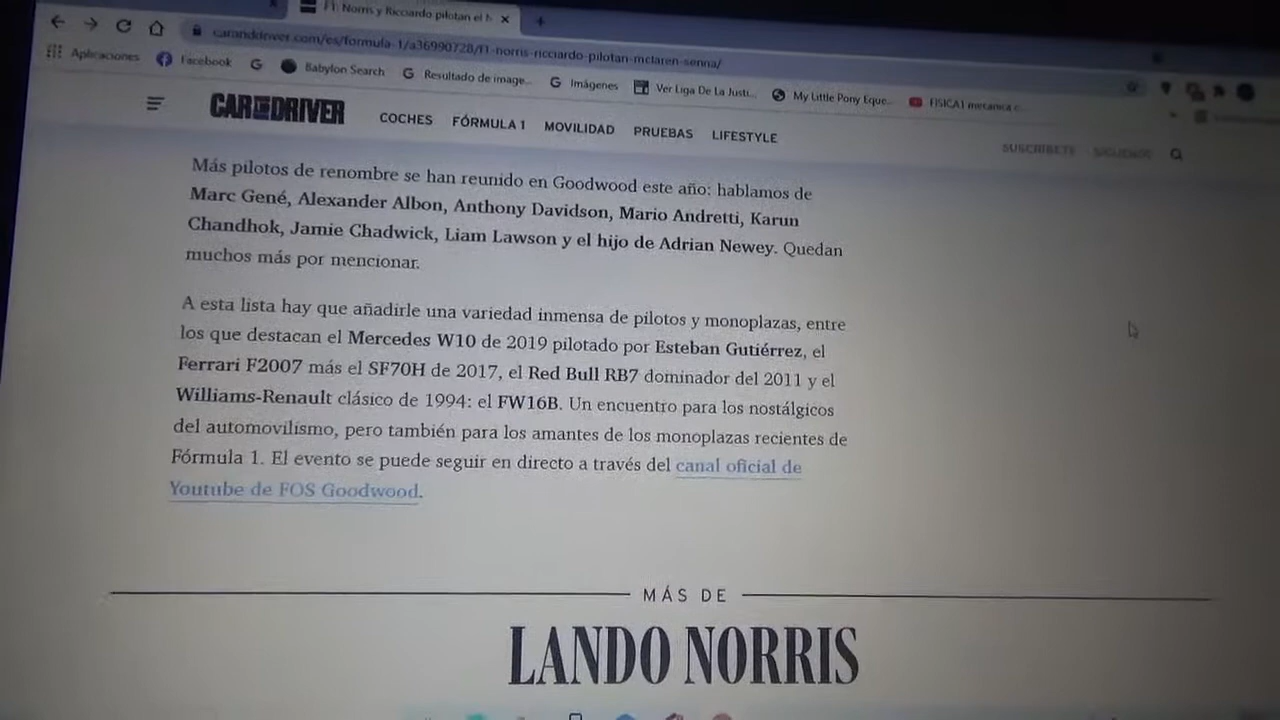 F1: Norris y Ricciardo pilotan el M
caranddriver.com/es/formula-1/a36990728/f1-norris-ricciardo-pilotan-mclaren-senna/
Aplicaciones Facebook Babylon Search Resultado de image... Imágenes Ver Liga De La Justi... My Little Pony Eque... FISICA1 mecanica c...
CAR AND DRIVER COCHES FÓRMULA 1 MOVILIDAD PRUEBAS LIFESTYLE SUSCRÍBETE SÍGUENOS
Más pilotos de renombre se han reunido en Goodwood este año: hablamos de
Marc Gené, Alexander Albon, Anthony Davidson, Mario Andretti, Karun
Chandhok, Jamie Chadwick, Liam Lawson y el hijo de Adrian Newey. Quedan
muchos más por mencionar.
A esta lista hay que añadirle una variedad inmensa de pilotos y monoplazas, entre
los que destacan el Mercedes W10 de 2019 pilotado por Esteban Gutiérrez, el
Ferrari F2007 más el SF70H de 2017, el Red Bull RB7 dominador del 2011 y el
Williams-Renault clásico de 1994: el FW16B. Un encuentro para los nostálgicos
del automovilismo, pero también para los amantes de los monoplazas recientes de
Fórmula 1. El evento se puede seguir en directo a través del canal oficial de
Youtube de FOS Goodwood.
MÁS DE
LANDO NORRIS